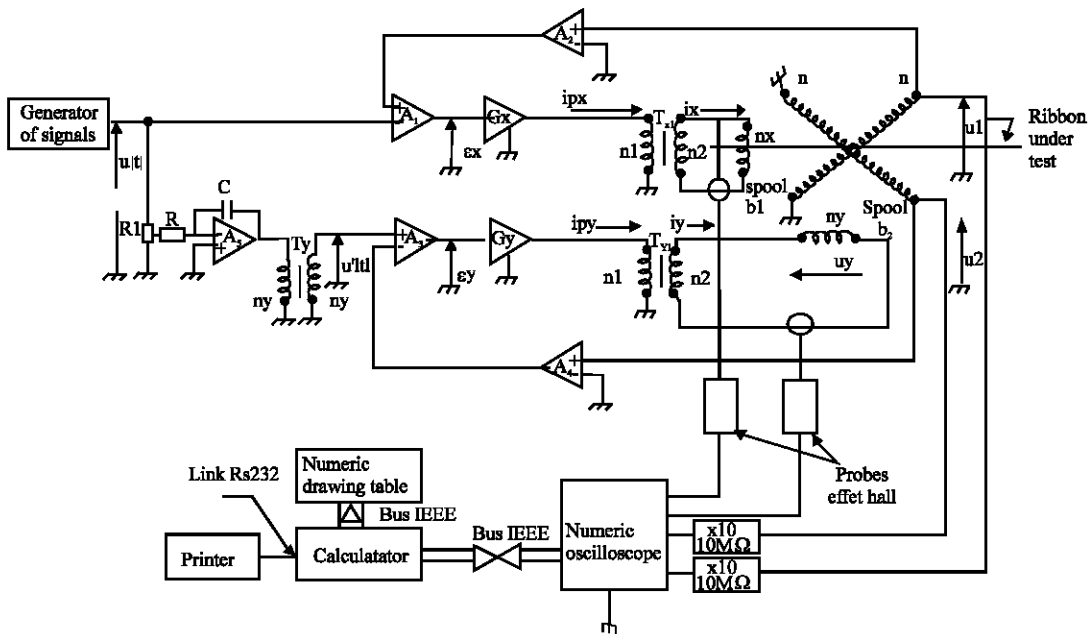 A2
+
-
n
n
Generator
of signals
ipx
ix
Tx1
nx
u1
Ribbon
under
test
+
-
A1
Gx
u|t|
εx
n1
n2
spool
b1
C
R1
R
-
+
A5
Ty
+
-
A3
Gy
ipy
iy
TY1
ny
Spool
b2
u'|t|
εy
n1
n2
uy
u2
ny
ny
A4
+
-
Link Rs232
Numeric
drawing table
Bus IEEE
Bus IEEE
Probes
effet hall
Printer
Calculatator
Numeric
oscilloscope
x10
10MΩ
x10
10MΩ